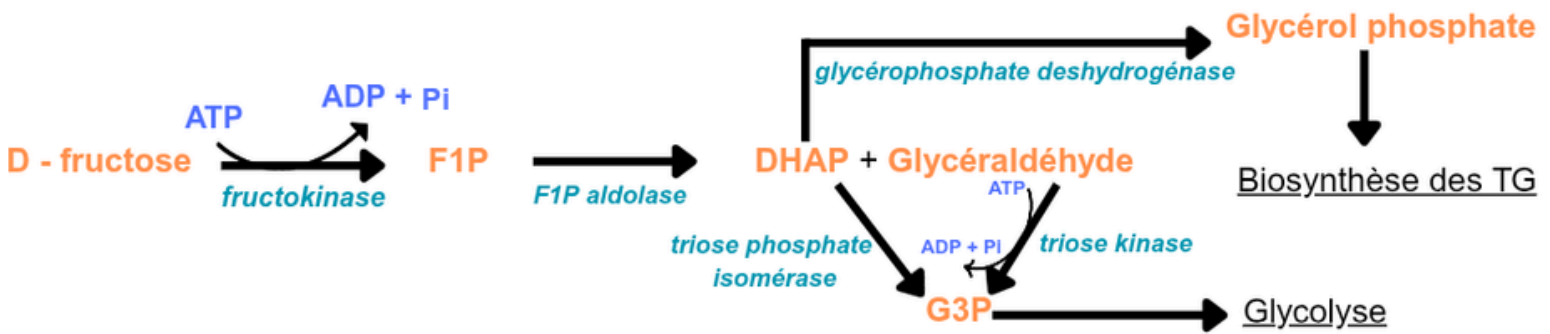 Glycérol phosphate
glycérophosphate deshydrogénase
ATP
ADP + Pi
D - fructose
fructokinase
F1P
F1P aldolase
DHAP + Glycéraldéhyde
Biosynthèse des TG
ATP
triose phosphate
isomérase
ADP + Pi
triose kinase
G3P
Glycolyse